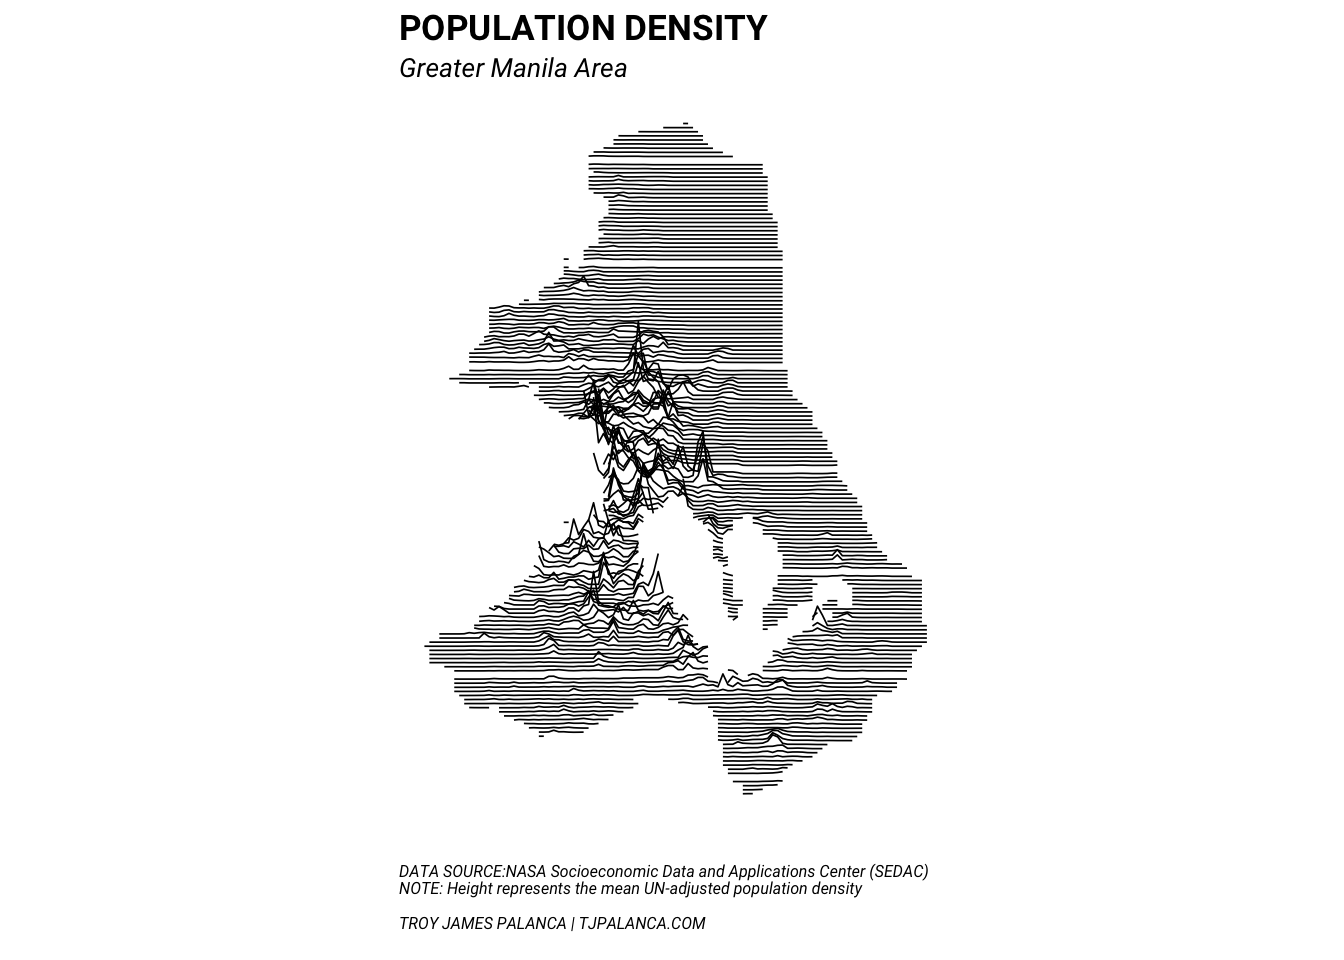 POPULATION DENSITY
Greater Manila Area
DATA SOURCE:NASA Socioeconomic Data and Applications Center (SEDAC)
NOTE: Height represents the mean UN-adjusted population density
TROY JAMES PALANCA | TJPALANCA.COM